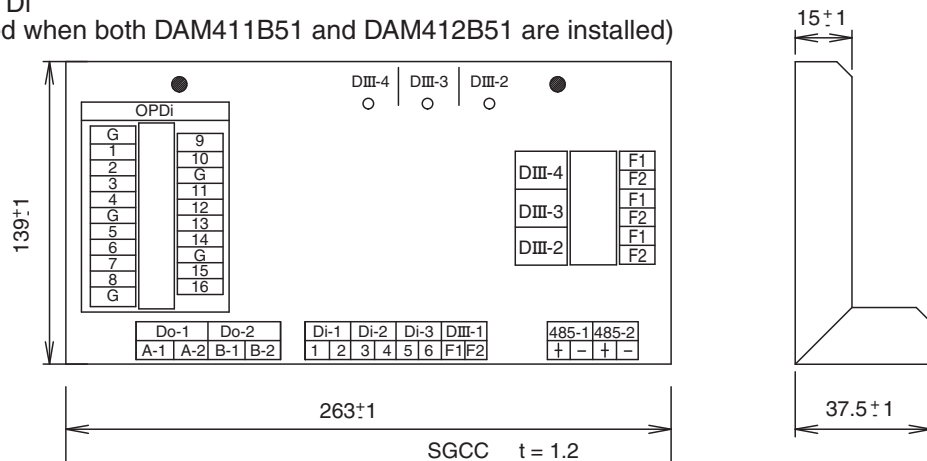 Di
ed when both DAM411B51 and DAM412B51 are installed)
15±1
DⅢ-4 DⅢ-3 DⅢ-2
OPDi
G
1
2
3
4
G
5
6
7
8
G
9
10
G
11
12
13
14
G
15
16
DⅢ-4 F1
F2
DⅢ-3 F1
F2
DⅢ-2 F1
F2
139±1
Do-1 Do-2
A-1 A-2 B-1 B-2
Di-1 Di-2 Di-3 DⅢ-1
1 2 3 4 5 6 F1 F2
485-1 485-2
+ - + -
263±1
37.5±1
SGCC t = 1.2